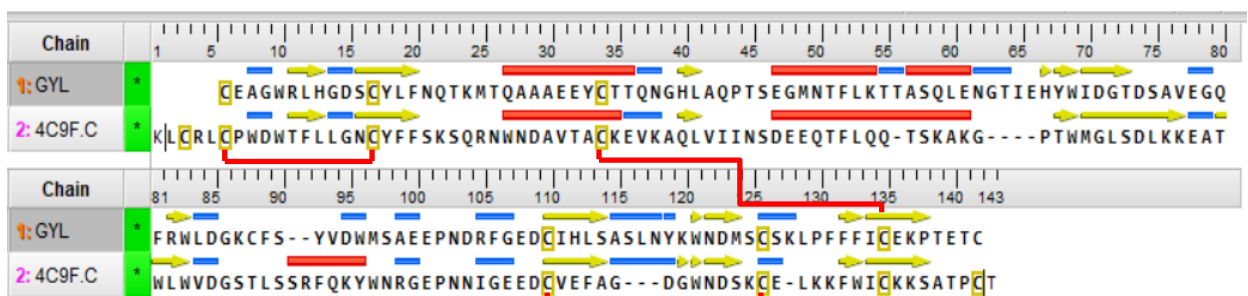 Chain 1 5 10 15 20 25 30 35 40 45 50 55 60 65 70 75 80
1: GYL * CEAGWRLHGDSCYLFNQTKMTQAAAEEYCTTQNGHLAQPTSEGMNTFLKTTASQLENGTIEHYWIDGTDSAVEGQ
2: 4C9F.C * KLCRLCPWDWTFLLGNCYFFSKSQRNWNDAVTACKEVKAQLVIINSDEEQTFLQQ-TSKAKG----PTWMGLSDLKKEAT
Chain 81 85 90 95 100 105 110 115 120 125 130 135 140 143
1: GYL * FRWLDGKCFS--YVDWMSAEEPNDRFGEDCIHLSASLNYKWNDMSCSKLPFFFICEKPTETC
2: 4C9F.C * WLWVDGSTLSSRFQKYWNRGEPNNIGEEDCVEFAG---DGWNDSKCE-LKKFWICKKSATPCT